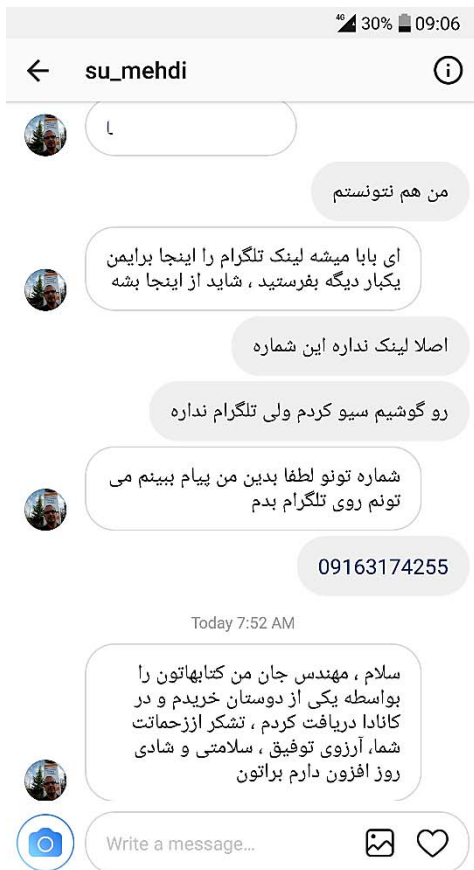 4G 30% 09:06
su_mehdi
من هم نتونستم
ای بابا میشه لینک تلگرام را اینجا برایمن
یکبار دیگه بفرستید ، شاید از اینجا بشه
اصلا لینک نداره این شماره
رو گوشیم سیو کردم ولی تلگرام نداره
شماره تونو لطفا بدین من پیام ببینم می
تونم روی تلگرام بدم
09163174255
Today 7:52 AM
سلام ، مهندس جان من کتابهاتون را
بواسطه یکی از دوستان خریدم و در
کانادا دریافت کردم ، تشکر اززحماتت
شما، آرزوی توفیق ، سلامتی و شادی
روز افزون دارم براتون
Write a message...